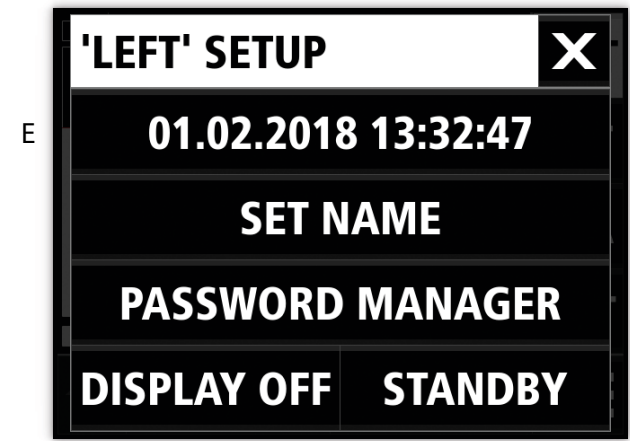 'LEFT' SETUP X
E
01.02.2018 13:32:47
SET NAME
PASSWORD MANAGER
DISPLAY OFF STANDBY